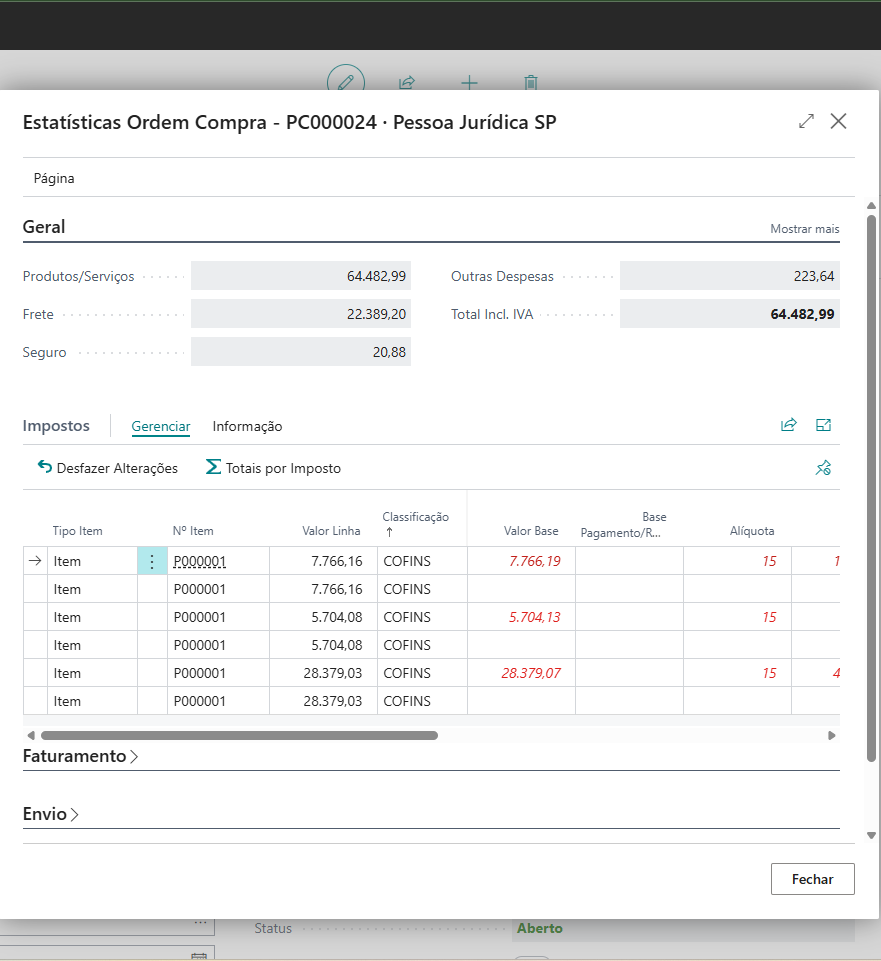 Estatísticas Ordem Compra - PC000024 · Pessoa Jurídica SP
Página
Geral
Mostrar mais
Produtos/Serviços 64.482,99 Outras Despesas 223,64
Frete 22.389,20 Total Incl. IVA 64.482,99
Seguro 20,88
Impostos Gerenciar Informação
Desfazer Alterações Totais por Imposto
Tipo Item Nº Item Valor Linha Classificação ↑ Valor Base Base Pagamento/R... Alíquota
Item P000001 7.766,16 COFINS 7.766,19 15 1
Item P000001 7.766,16 COFINS
Item P000001 5.704,08 COFINS 5.704,13 15
Item P000001 5.704,08 COFINS
Item P000001 28.379,03 COFINS 28.379,07 15 4
Item P000001 28.379,03 COFINS
Faturamento
Envio
Fechar
Status Aberto